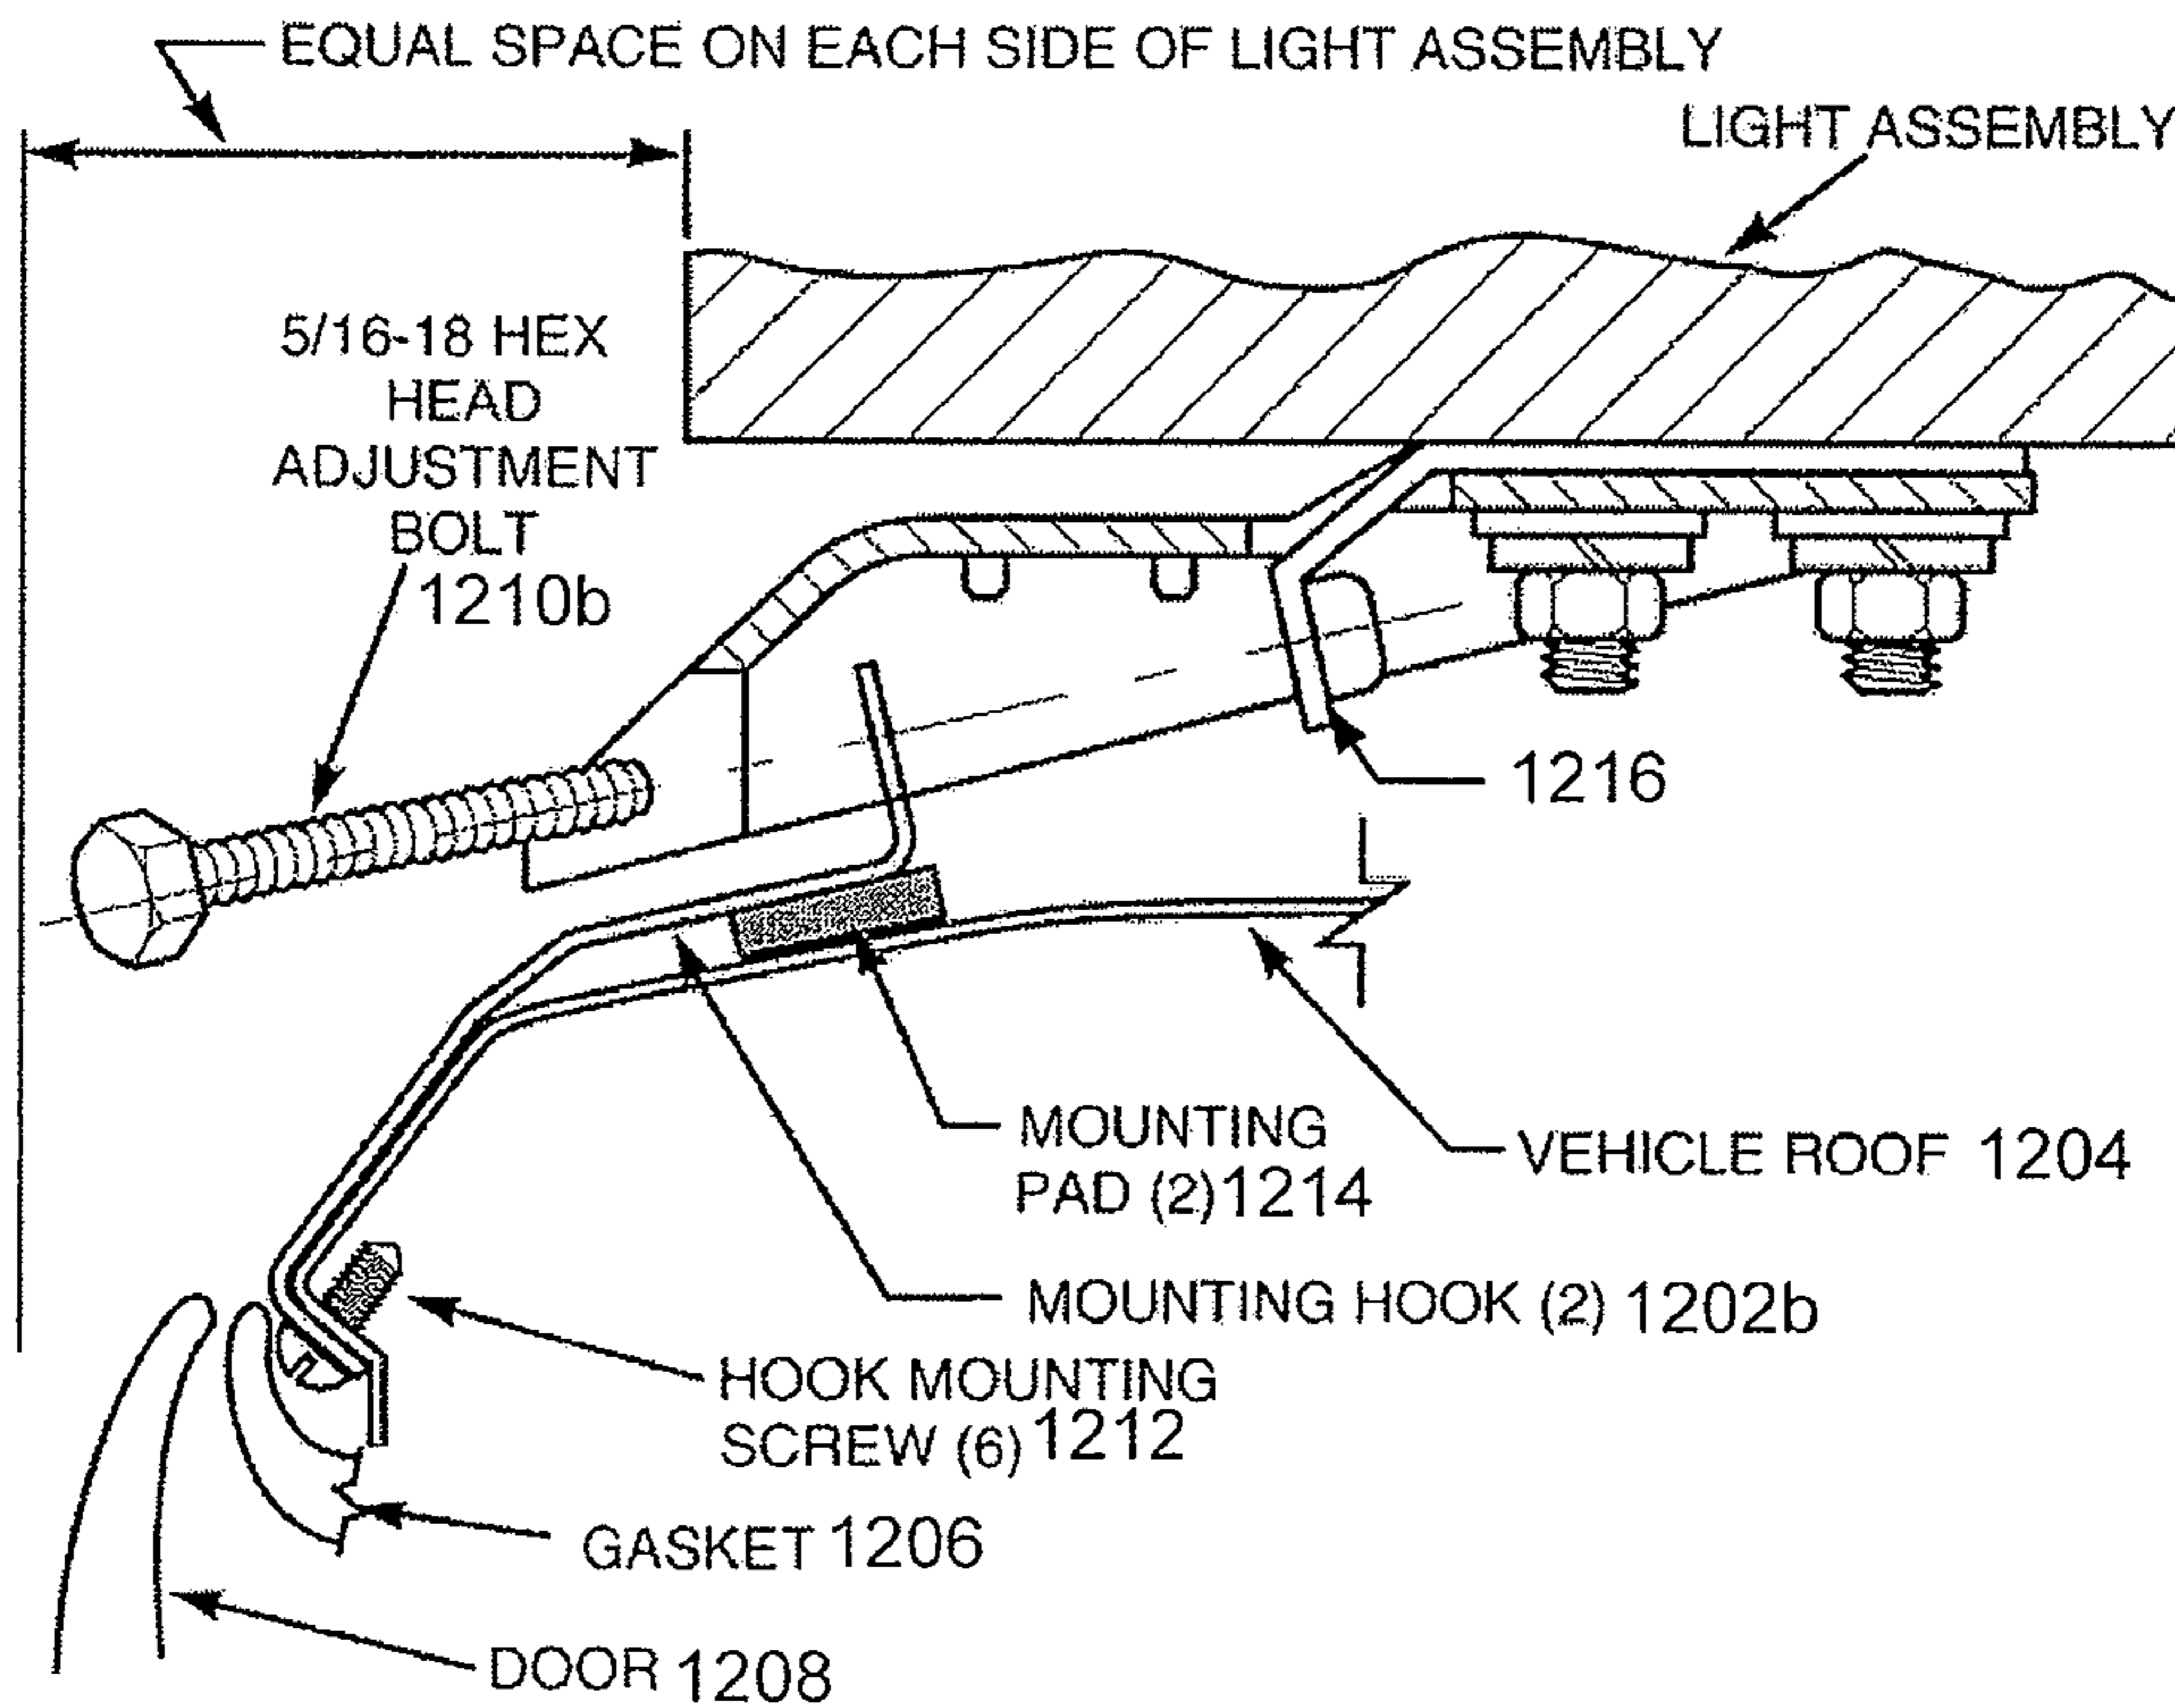 EQUAL SPACE ON EACH SIDE OF LIGHT ASSEMBLY
LIGHT ASSEMBLY
5/16-18 HEX
HEAD
ADJUSTMENT
BOLT
1210b
1216
MOUNTING
PAD (2) 1214
VEHICLE ROOF 1204
MOUNTING HOOK (2) 1202b
HOOK MOUNTING
SCREW (6) 1212
GASKET 1206
DOOR 1208